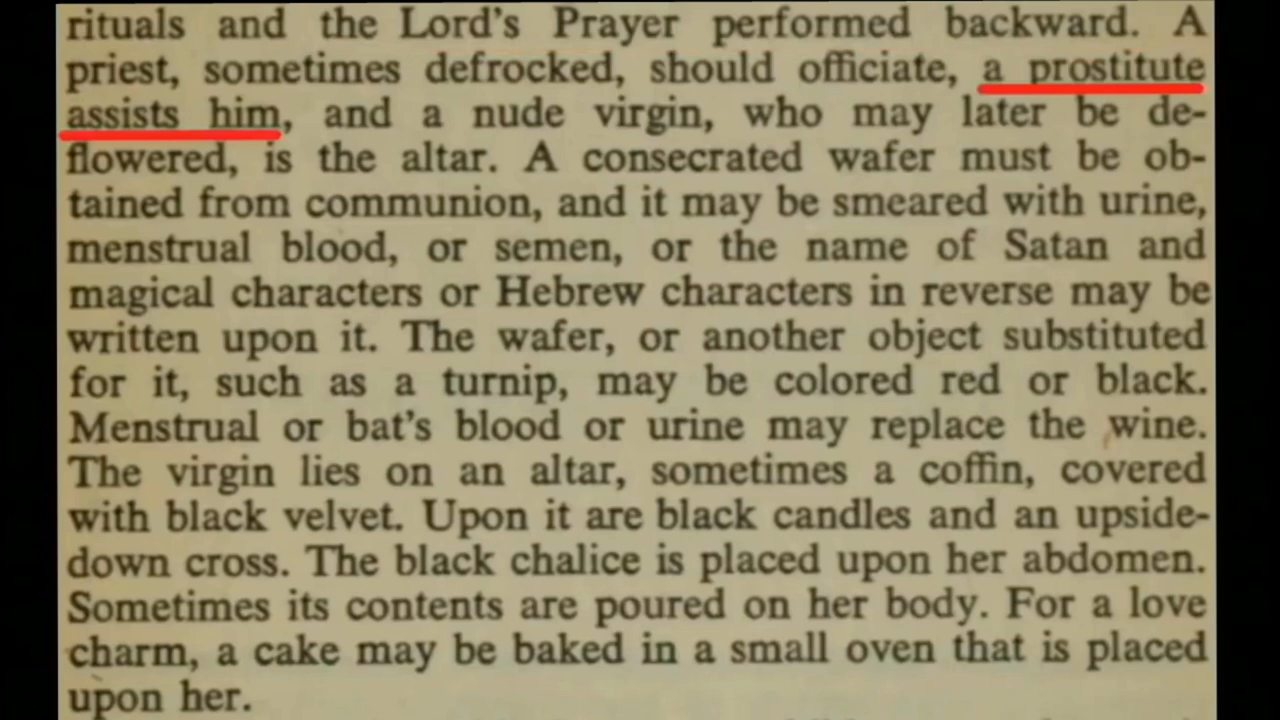 rituals and the Lord's Prayer performed backward. A
priest, sometimes defrocked, should officiate, a prostitute
assists him, and a nude virgin, who may later be de-
flowered, is the altar. A consecrated wafer must be ob-
tained from communion, and it may be smeared with urine,
menstrual blood, or semen, or the name of Satan and
magical characters or Hebrew characters in reverse may be
written upon it. The wafer, or another object substituted
for it, such as a turnip, may be colored red or black.
Menstrual or bat's blood or urine may replace the wine.
The virgin lies on an altar, sometimes a coffin, covered
with black velvet. Upon it are black candles and an upside-
down cross. The black chalice is placed upon her abdomen.
Sometimes its contents are poured on her body. For a love
charm, a cake may be baked in a small oven that is placed
upon her.